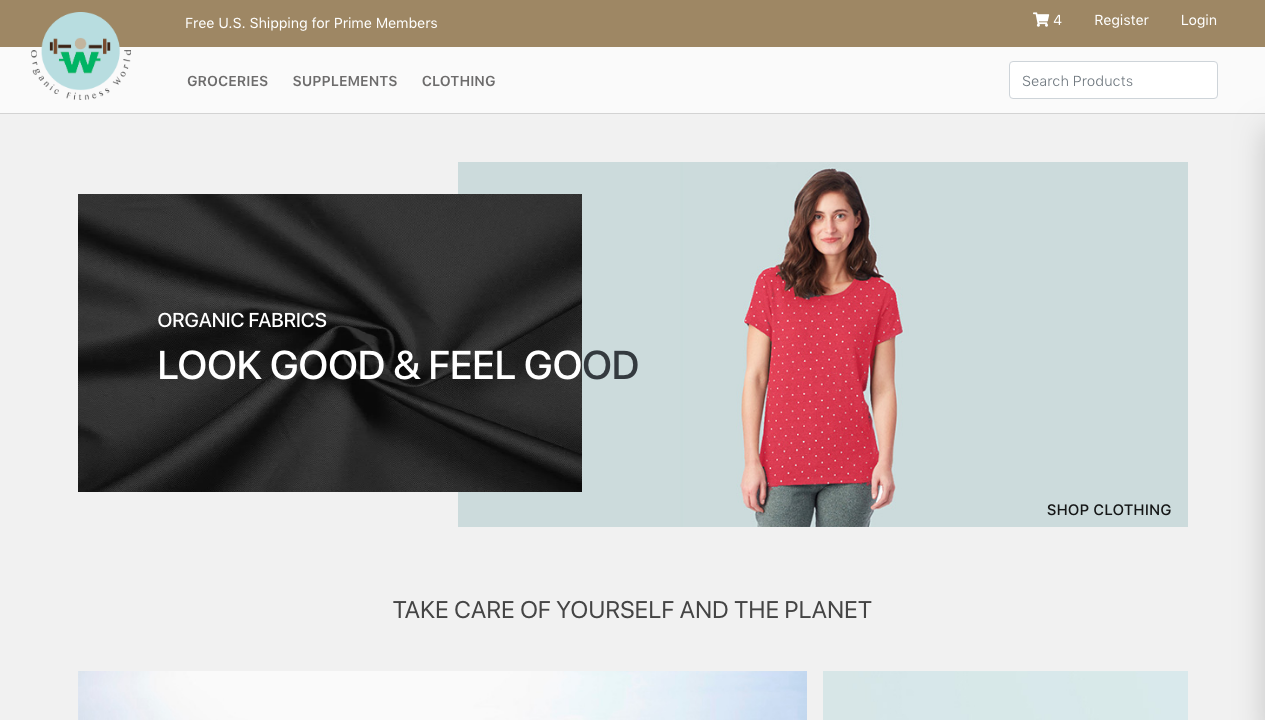 Free U.S. Shipping for Prime Members
4
Register
Login
Organic Fitness World
W
GROCERIES
SUPPLEMENTS
CLOTHING
Search Products
ORGANIC FABRICS
LOOK GOOD & FEEL GOOD
SHOP CLOTHING
TAKE CARE OF YOURSELF AND THE PLANET